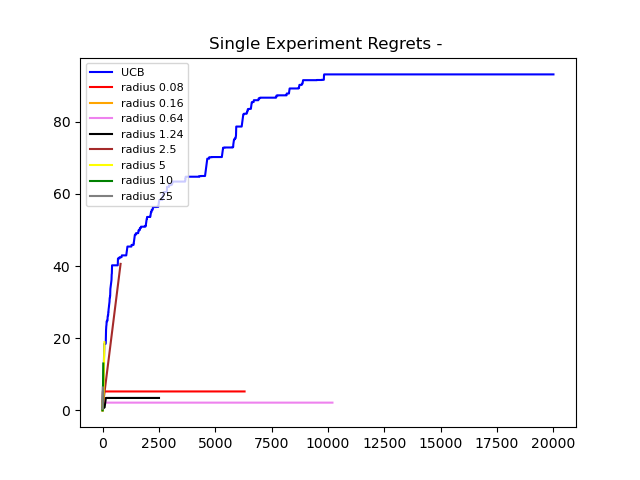 Single Experiment Regrets -
UCB
radius 0.08
radius 0.16
radius 0.64
radius 1.24
radius 2.5
radius 5
radius 10
radius 25
80
60
40
20
0
0 2500 5000 7500 10000 12500 15000 17500 20000